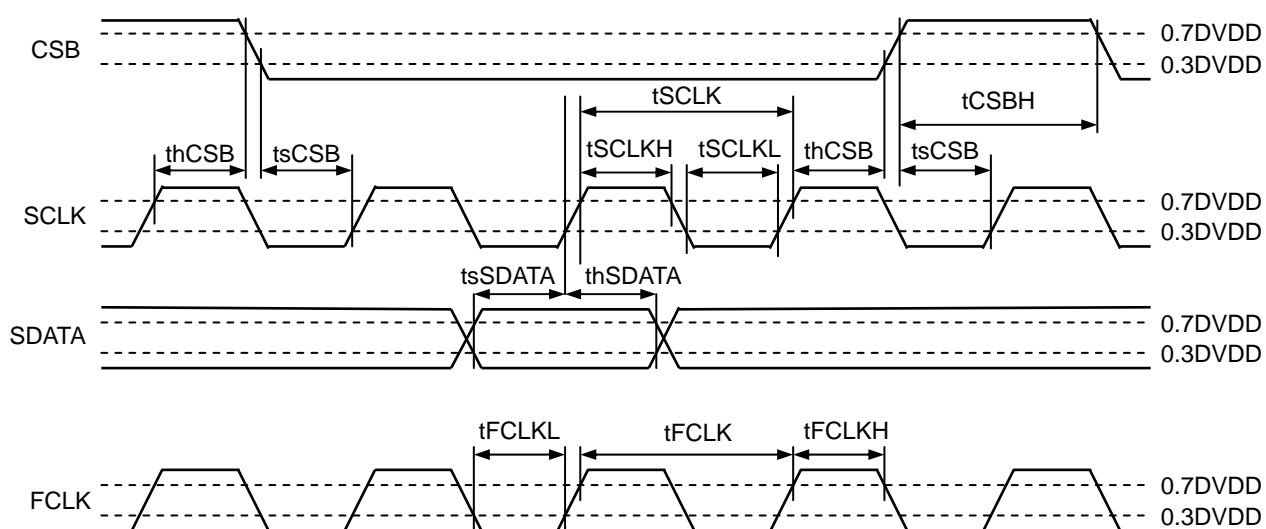 CSB
0.7DVDD
0.3DVDD
tSCLK
tCSBH
thCSB
tsCSB
tSCLKH
tSCLKL
thCSB
tsCSB
SCLK
0.7DVDD
0.3DVDD
tsSDATA
thSDATA
SDATA
0.7DVDD
0.3DVDD
tFCLKL
tFCLK
tFCLKH
FCLK
0.7DVDD
0.3DVDD